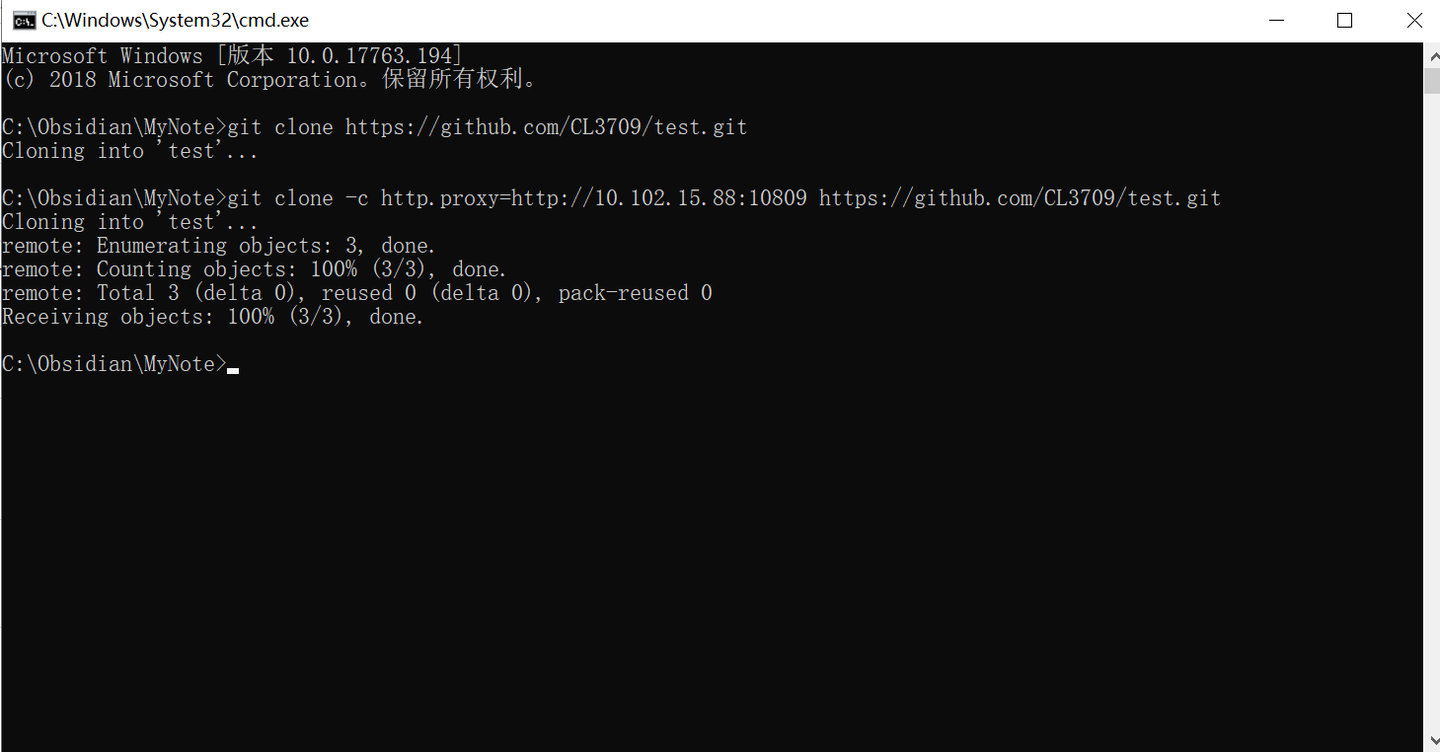 C:\Windows\System32\cmd.exe
Microsoft Windows [版本 10.0.17763.194]
(c) 2018 Microsoft Corporation。保留所有权利。
C:\Obsidian\MyNote>git clone https://github.com/CL3709/test.git
Cloning into 'test'...
C:\Obsidian\MyNote>git clone -c http.proxy=http://10.102.15.88:10809 https://github.com/CL3709/test.git
Cloning into 'test'...
remote: Enumerating objects: 3, done.
remote: Counting objects: 100% (3/3), done.
remote: Total 3 (delta 0), reused 0 (delta 0), pack-reused 0
Receiving objects: 100% (3/3), done.
C:\Obsidian\MyNote>